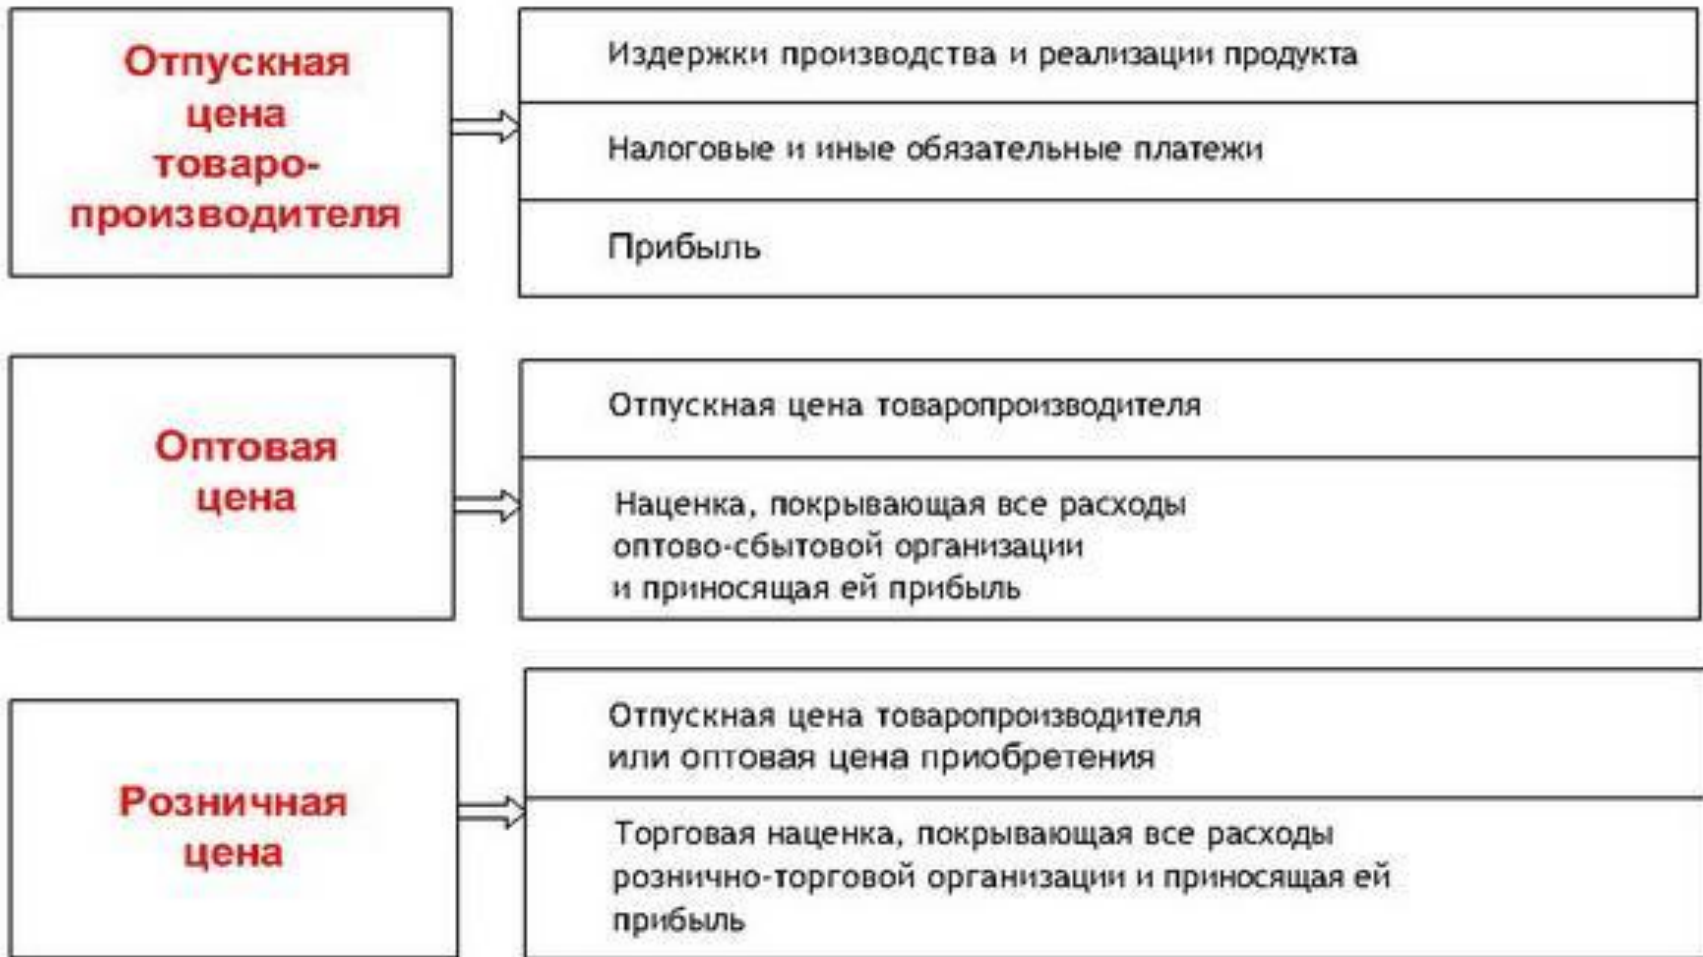 Отпускная
цена
товаро-
производителя
Издержки производства и реализации продукта
Налоговые и иные обязательные платежи
Прибыль
Оптовая
цена
Отпускная цена товаропроизводителя
Наценка, покрывающая все расходы
оптово-сбытовой организации
и приносящая ей прибыль
Розничная
цена
Отпускная цена товаропроизводителя
или оптовая цена приобретения
Торговая наценка, покрывающая все расходы
рознично-торговой организации и приносящая ей
прибыль